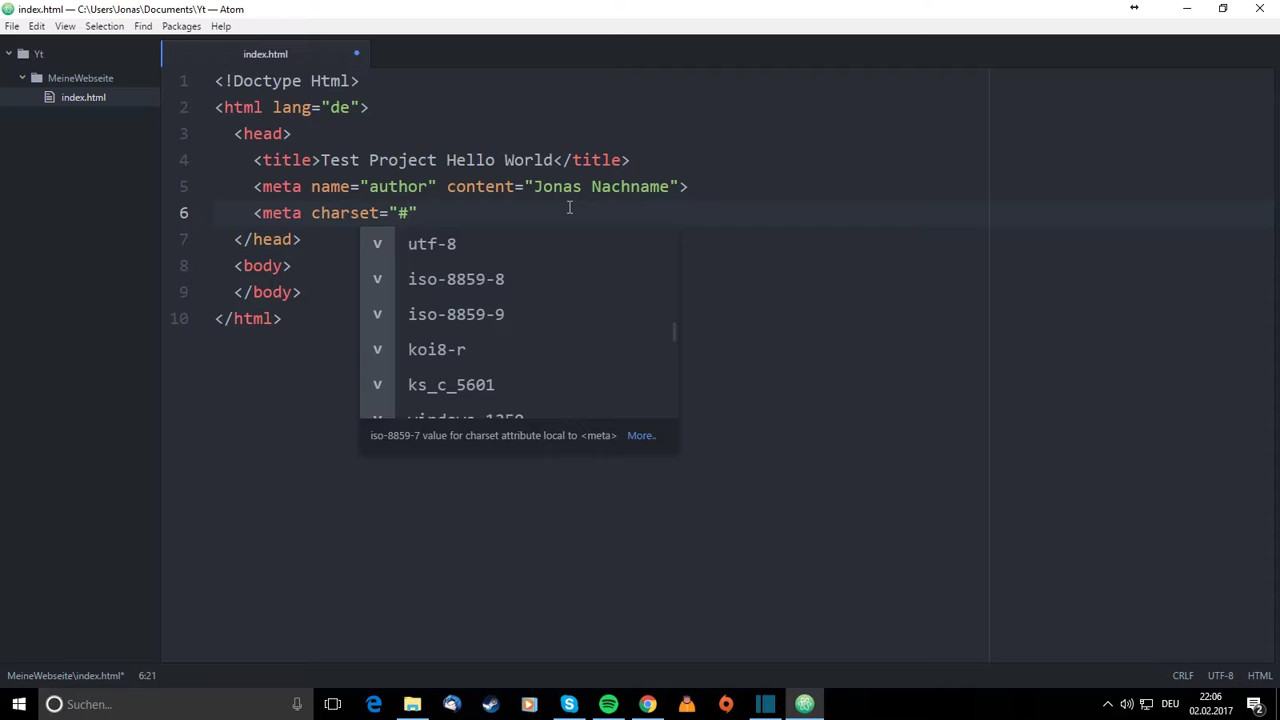 index.html — C:\Users\Jonas\Documents\Yt — Atom
File Edit View Selection Find Packages Help
Yt
MeineWebseite
index.html
index.html
1 <!Doctype Html>
2 <html lang="de">
3 <head>
4 <title>Test Project Hello World</title>
5 <meta name="author" content="Jonas Nachname">
6 <meta charset="#"
7 </head>
8 <body>
9 </body>
10 </html>
v utf-8
v iso-8859-8
v iso-8859-9
v koi8-r
v ks_c_5601
iso-8859-7 value for charset attribute local to <meta> More..
MeineWebseite\index.html* 6:21
CRLF UTF-8 HTML
Suchen...
DEU
22:06
02.02.2017
2